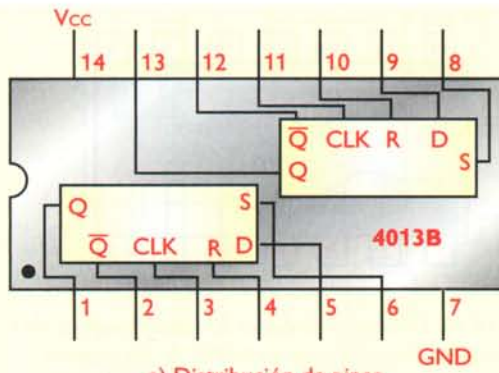 Vcc
14 13 12 11 10 9 8
Q̅ CLK R D
S
Q
Q S
4013B
Q̅ CLK R D
1 2 3 4 5 6 7
GND